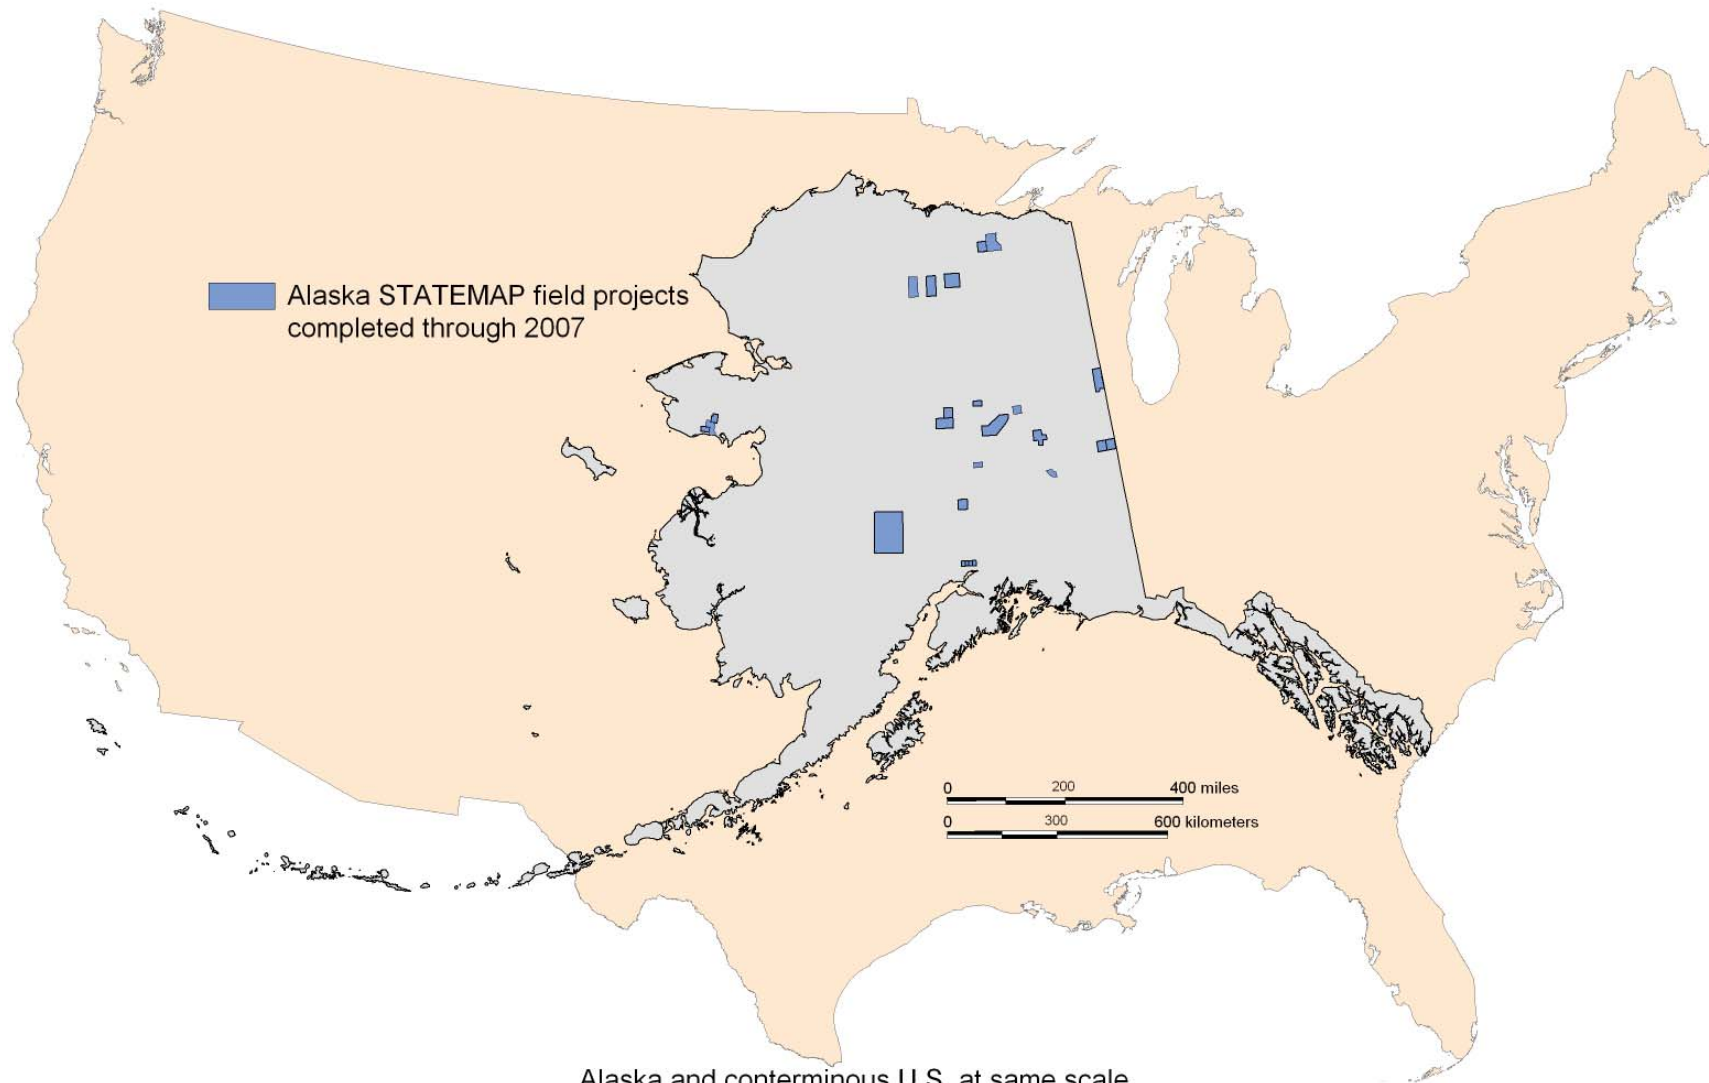 Alaska STATEMAP field projects
completed through 2007
0 200 400 miles
0 300 600 kilometers
Alaska and conterminous U.S. at same scale